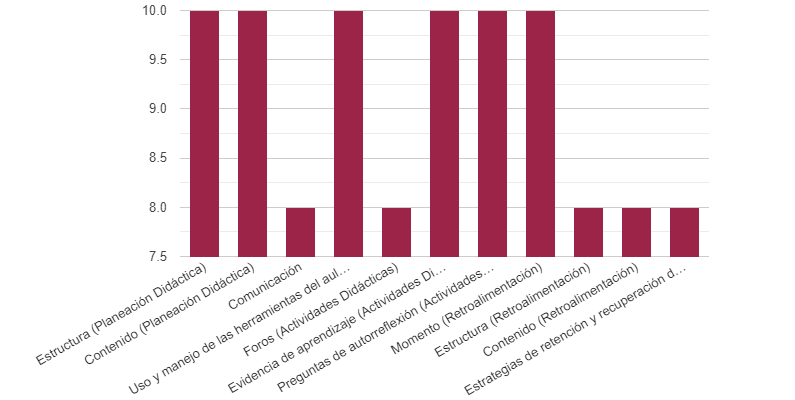 10.0
9.5
9.0
8.5
8.0
7.5
Estructura (Planeación Didáctica)
Contenido (Planeación Didáctica)
Comunicación
Uso y manejo de las herramientas del aul…
Foros (Actividades Didácticas)
Evidencia de aprendizaje (Actividades Di…
Preguntas de autorreflexión (Actividades…
Momento (Retroalimentación)
Estructura (Retroalimentación)
Contenido (Retroalimentación)
Estrategias de retención y recuperación d…